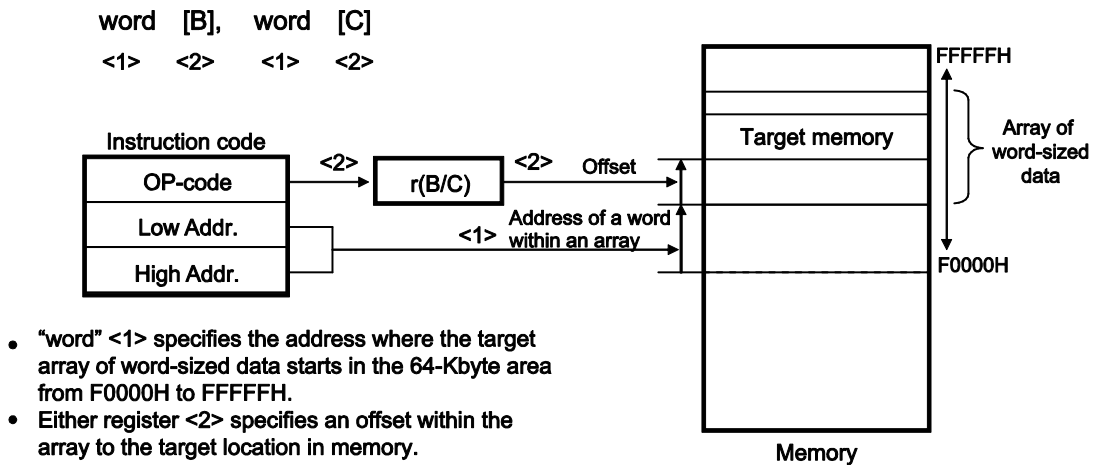 word [B], word [C]
<1> <2> <1> <2>
Instruction code
OP-code
Low Addr.
High Addr.
<2>
r(B/C)
<2>
Offset
<1>
Address of a word
within an array
FFFFFH
Target memory
Array of
word-sized
data
F0000H
Memory
• “word” <1> specifies the address where the target
array of word-sized data starts in the 64-Kbyte area
from F0000H to FFFFFH.
• Either register <2> specifies an offset within the
array to the target location in memory.